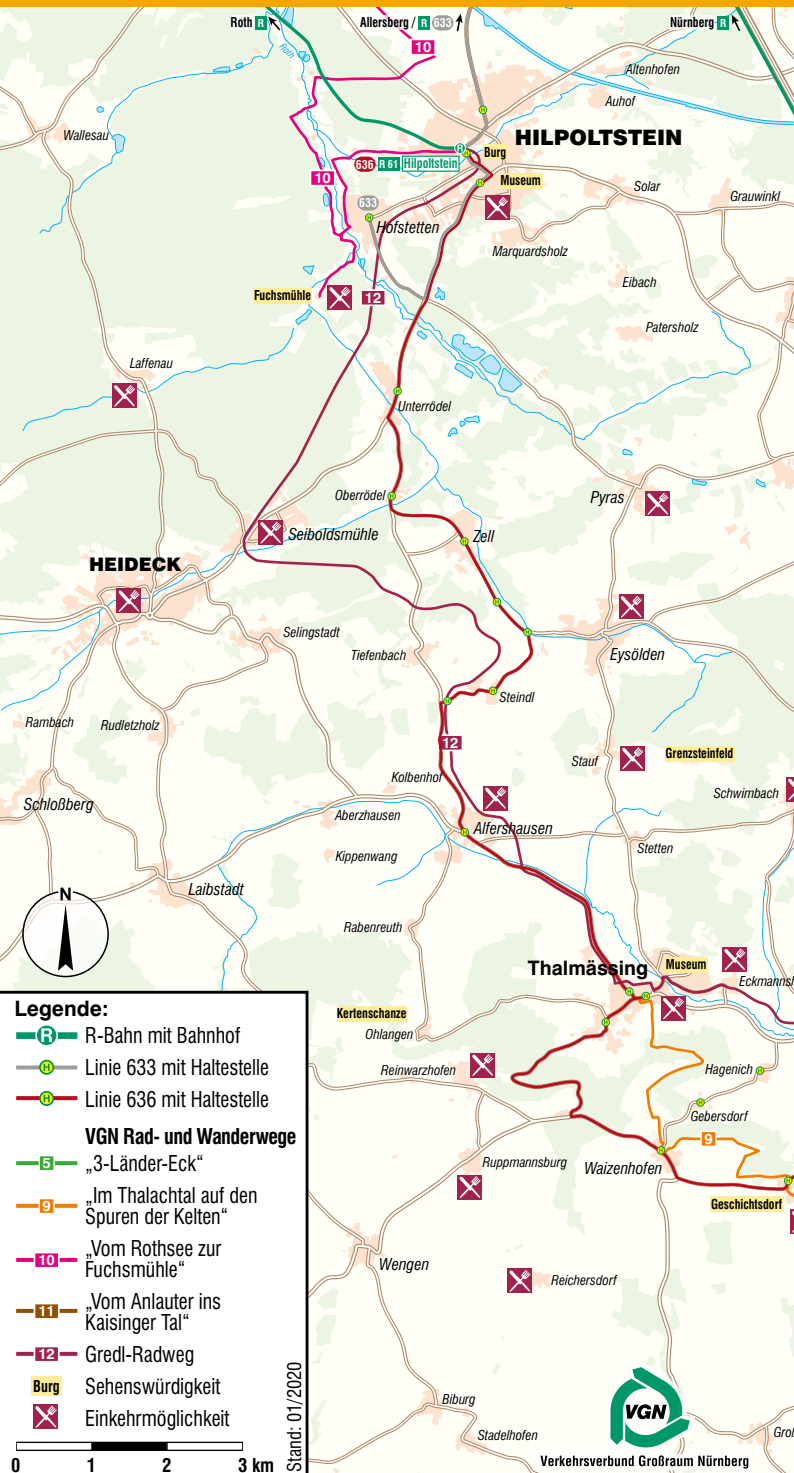 Roth R
Allersberg / R 633
Nürnberg R
Roth
10
Altenhofen
Auhof
Wallesau
HILPOLTSTEIN
R
Burg
636 R 61 Hilpoltstein
10
Museum
Solar
Grauwinkl
633
Hofstetten
Marquardsholz
Eibach
Fuchsmühle
12
Patersholz
Laffenau
Unterrödel
Oberrödel
Pyras
Seiboldsmühle
Zell
HEIDECK
Selingstadt
Tiefenbach
Eysölden
Steindl
Rambach
Rudletzholz
12
Stauf
Grenzsteinfeld
Kolbenhof
Schwimbach
Schloßberg
Aberzhausen
Alfershausen
Kippenwang
Stetten
Laibstadt
N
Rabenreuth
Thalmässing
Museum
Eckmannsh
Kertenschanze
Ohlangen
Reinwarzhofen
Hagenich
Gebersdorf
9
Ruppmannsburg
Waizenhofen
Geschichtsdorf
Wengen
Reichersdorf
Biburg
Stadelhofen
Grol
Legende:
R R-Bahn mit Bahnhof
H Linie 633 mit Haltestelle
H Linie 636 mit Haltestelle
VGN Rad- und Wanderwege
5 „3-Länder-Eck“
9 „Im Thalachtal auf den
Spuren der Kelten“
10 „Vom Rothsee zur
Fuchsmühle“
11 „Vom Anlauter ins
Kaisinger Tal“
12 Gredl-Radweg
Burg Sehenswürdigkeit
Einkehrmöglichkeit
0 1 2 3 km
Stand: 01/2020
VGN
Verkehrsverbund Großraum Nürnberg